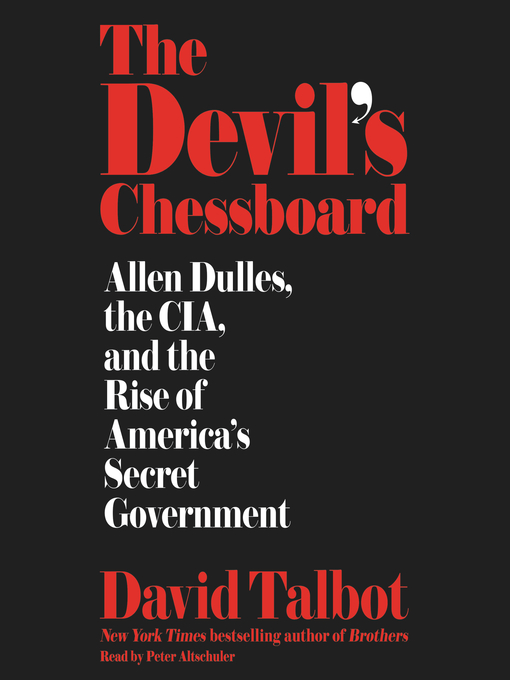 The
Devil’s
Chessboard
Allen Dulles,
the CIA,
and the
Rise of
America’s
Secret
Government
David Talbot
New York Times bestselling author of Brothers
Read by Peter Altschuler